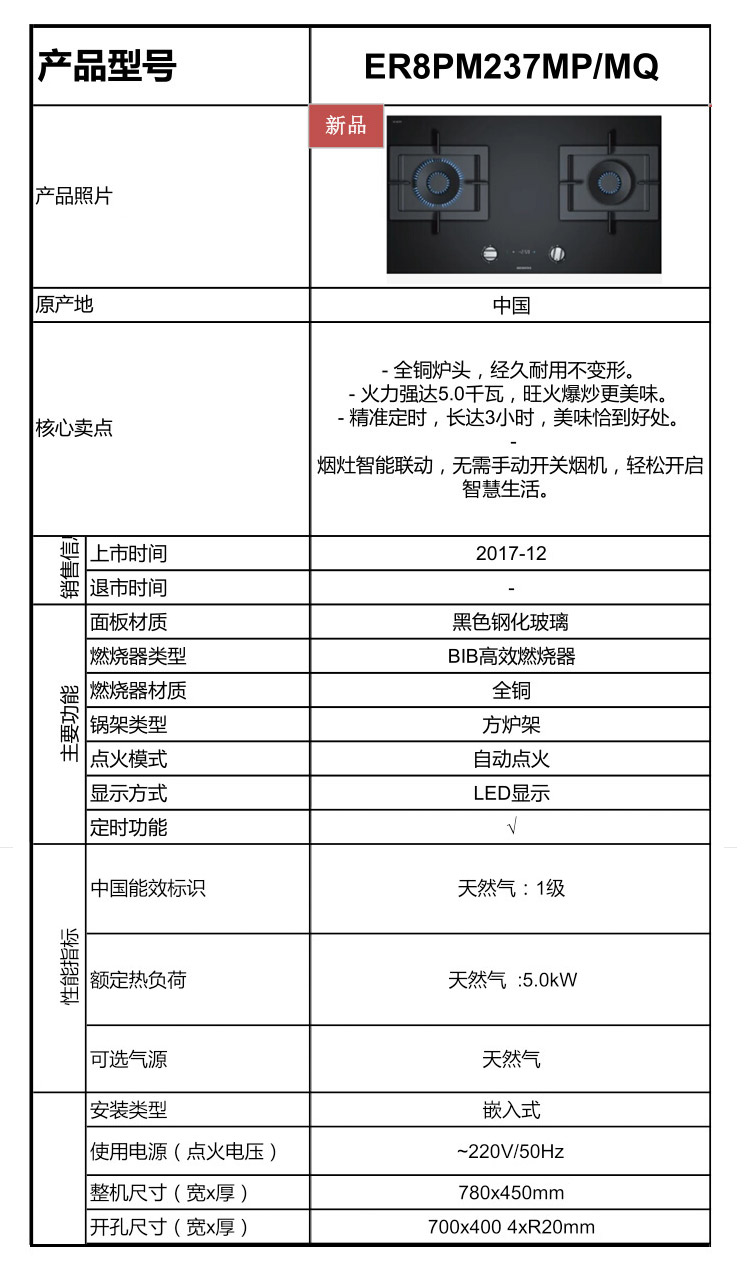 产品型号
ER8PM237MP/MQ
新品
产品照片
原产地
中国
核心卖点
- 全铜炉头，经久耐用不变形。
- 火力强达5.0千瓦，旺火爆炒更美味。
- 精准定时，长达3小时，美味恰到好处。
-
烟灶智能联动，无需手动开关烟机，轻松开启
智慧生活。
销售信
上市时间
2017-12
退市时间
-
主要功能
面板材质
黑色钢化玻璃
燃烧器类型
BIB高效燃烧器
燃烧器材质
全铜
锅架类型
方炉架
点火模式
自动点火
显示方式
LED显示
定时功能
√
性能指标
中国能效标识
天然气：1级
额定热负荷
天然气 :5.0kW
可选气源
天然气
安装类型
嵌入式
使用电源（点火电压）
~220V/50Hz
整机尺寸（宽x厚）
780x450mm
开孔尺寸（宽x厚）
700x400 4xR20mm